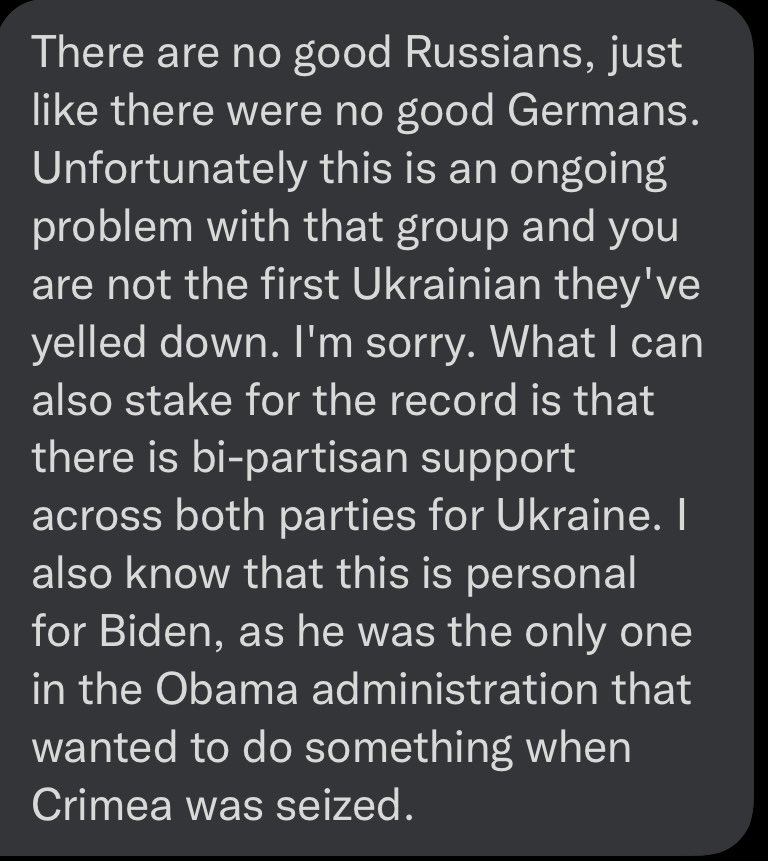 There are no good Russians, just
like there were no good Germans.
Unfortunately this is an ongoing
problem with that group and you
are not the first Ukrainian they've
yelled down. I'm sorry. What I can
also stake for the record is that
there is bi-partisan support
across both parties for Ukraine. I
also know that this is personal
for Biden, as he was the only one
in the Obama administration that
wanted to do something when
Crimea was seized.